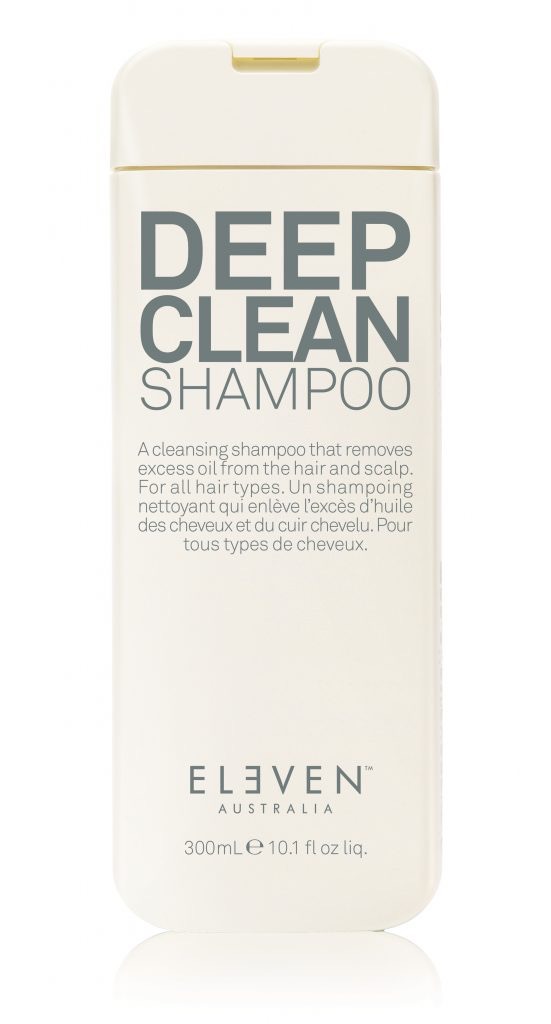 DEEP
CLEAN
SHAMPOO
A cleansing shampoo that removes
excess oil from the hair and scalp.
For all hair types. Un shampoing
nettoyant qui enlève l'excès d'huile
des cheveux et du cuir chevelu. Pour
tous types de cheveux.
ELEVEN™
AUSTRALIA
300mL ℮ 10.1 fl oz liq.